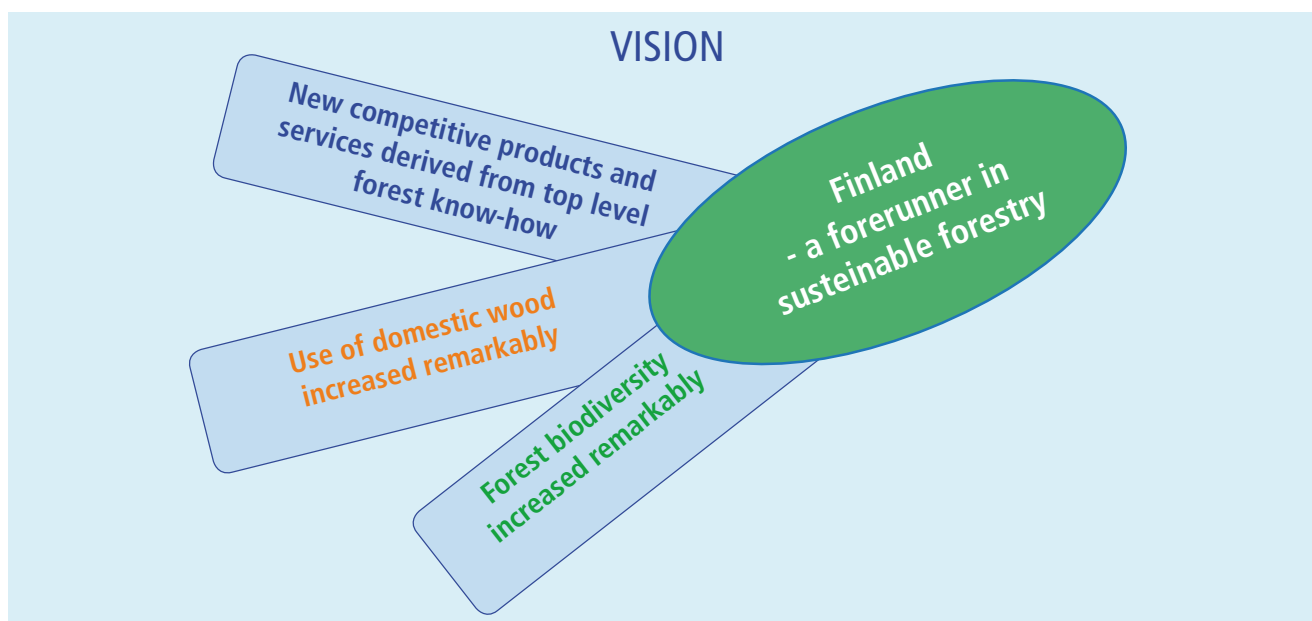 VISION
New competitive products and
services derived from top level
forest know-how
Finland
- a forerunner in
susteinable forestry
Use of domestic wood
increased remarkably
Forest biodiversity
increased remarkably